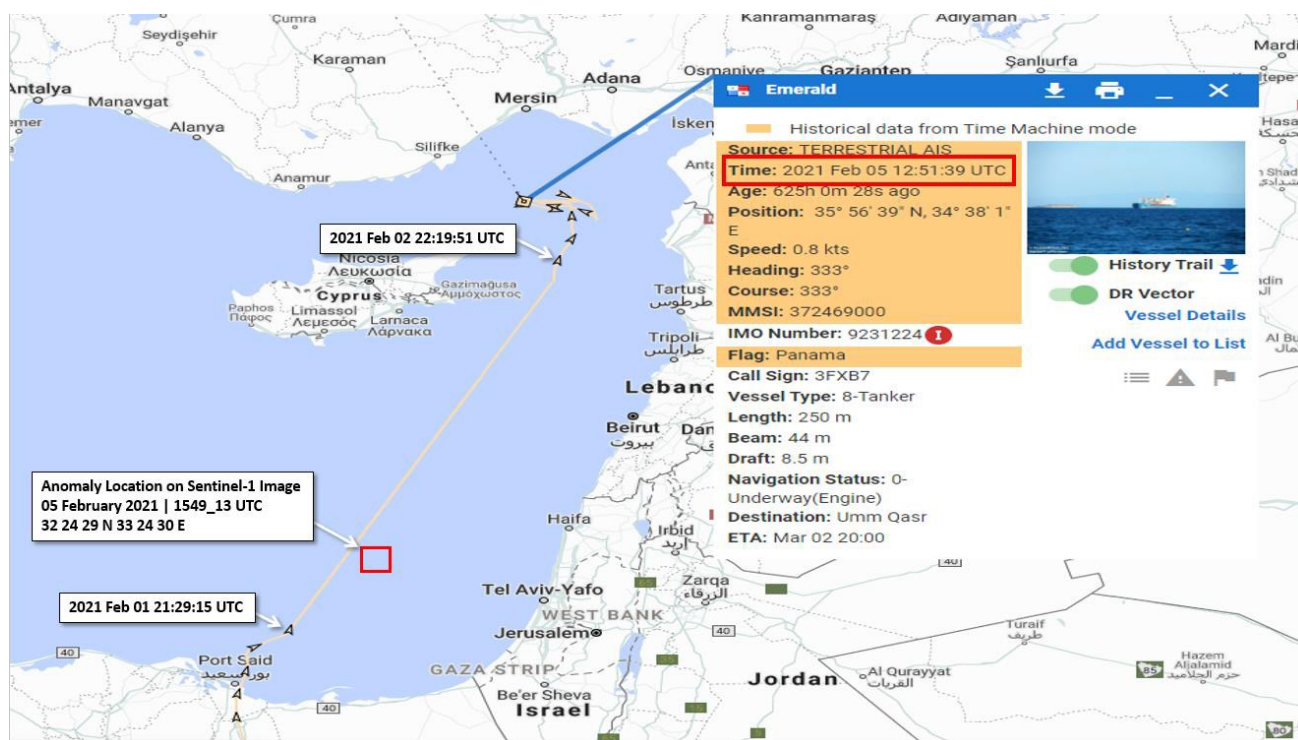 Çumra
Seydişehir
Karaman
Antalya
Manavgat
Alanya
Adana
Mersin
Silifke
Anamur
Kahramanmaraş
Adıyaman
Osmaniye
Gaziantep
Şanlıurfa
Mardi
2021 Feb 02 22:19:51 UTC
Nicosia
Λευκωσία
Cyprus
Gazimağusa
Αμμόχωστος
Paphos
Πάφος
Limassol
Λεμεσός
Larnaca
Λάρνακα
Tartus
طرطوس
Tripoli
طرابلس
Beirut
بيروت
Anomaly Location on Sentinel-1 Image
05 February 2021 | 1549_13 UTC
32 24 29 N 33 24 30 E
Haifa
Irbid
إربد
2021 Feb 01 21:29:15 UTC
Tel Aviv-Yafo
Zarqa
الزرقاء
WEST BANK
Jerusalem
40
40
40
40
Port Said
بورسعيد
GAZA STRIP
Be'er Sheva
Israel
Jordan
Al Qurayyat
القريات
Turaif
طريف
Hazem
Aljalamid
حزم الجلاميد
85
80
Emerald
Historical data from Time Machine mode
Source: TERRESTRIAL AIS
Time: 2021 Feb 05 12:51:39 UTC
Age: 625h 0m 28s ago
Position: 35° 56' 39" N, 34° 38' 1"
E
Speed: 0.8 kts
Heading: 333°
Course: 333°
MMSI: 372469000
IMO Number: 9231224 I
Flag: Panama
Call Sign: 3FXB7
Vessel Type: 8-Tanker
Length: 250 m
Beam: 44 m
Draft: 8.5 m
Navigation Status: 0-
Underway(Engine)
Destination: Umm Qasr
ETA: Mar 02 20:00
History Trail
DR Vector
Vessel Details
Add Vessel to List